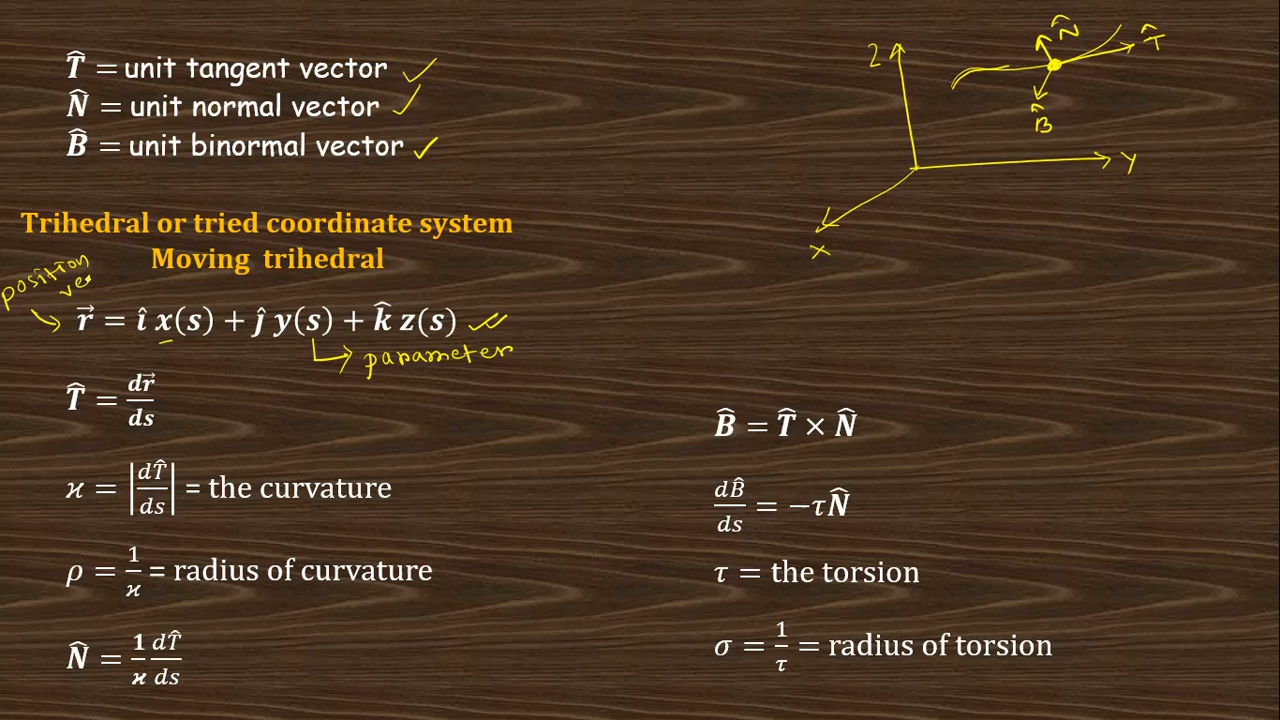 T̂ = unit tangent vector
N̂ = unit normal vector
B̂ = unit binormal vector
Z
N̂
T̂
B̂
Y
X
Trihedral or tried coordinate system
Moving trihedral
position
vec
r⃗ = î x(s) + ĵ y(s) + k̂ z(s)
parameter
T̂ = dr⃗/ds
ϰ = |dT̂/ds| = the curvature
ρ = 1/ϰ = radius of curvature
N̂ = 1/ϰ dT̂/ds
B̂ = T̂ × N̂
dB̂/ds = −τN̂
τ = the torsion
σ = 1/τ = radius of torsion